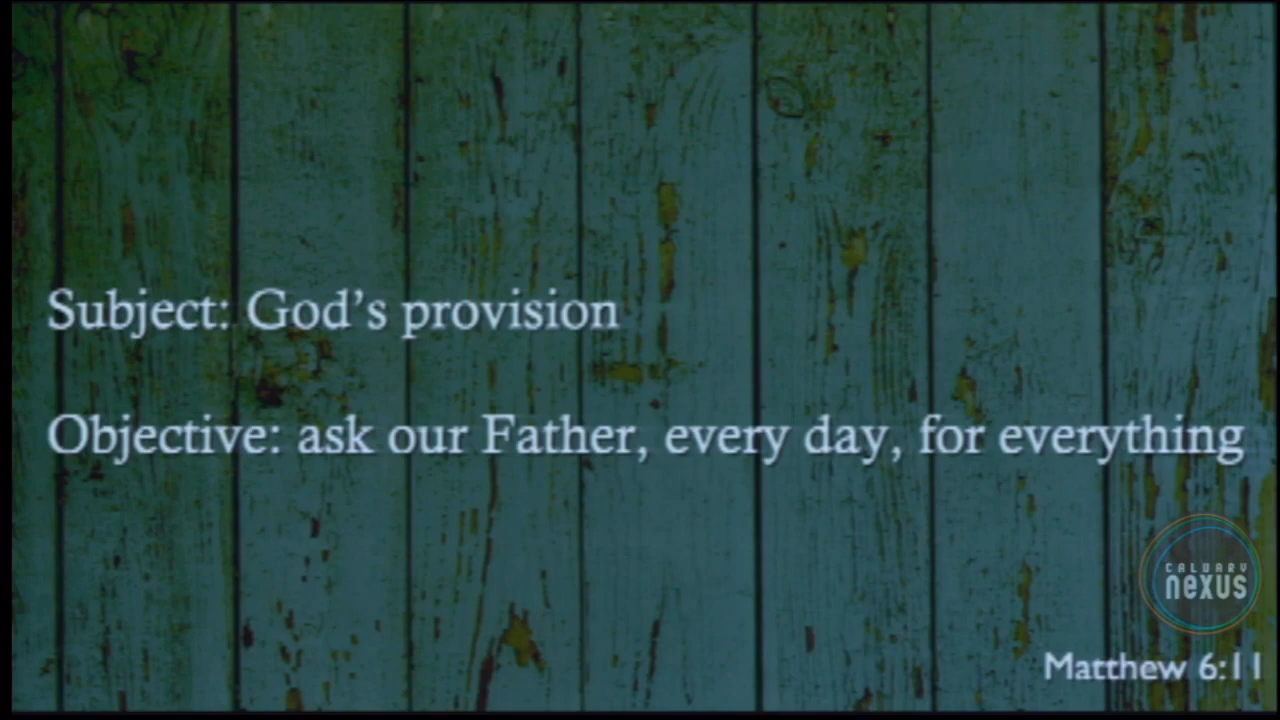 Subject: God’s provision
Objective: ask our Father, every day, for everything
CALVARY
nexus
Matthew 6:11